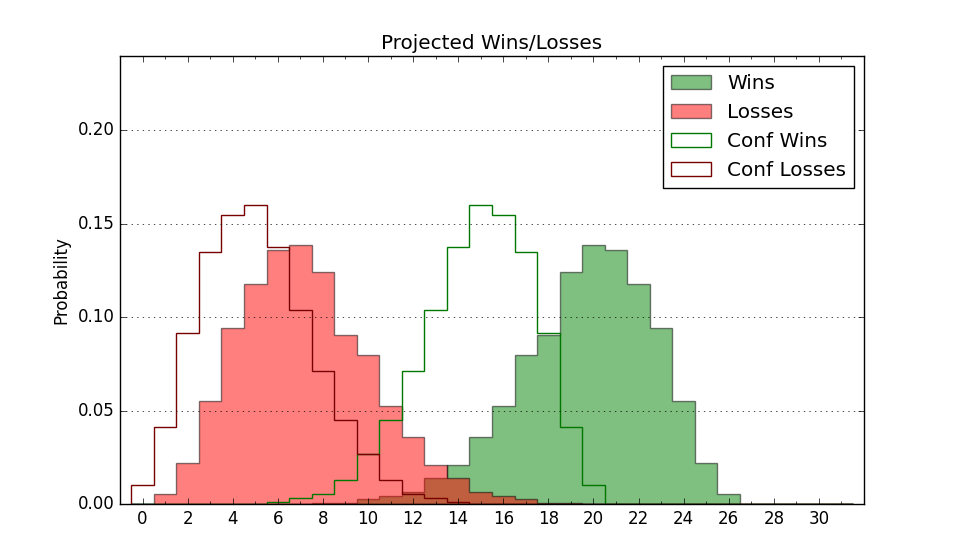 Projected Wins/Losses
Wins
Losses
Conf Wins
Conf Losses
Probability
0.20
0.15
0.10
0.05
0.00
0 2 4 6 8 10 12 14 16 18 20 22 24 26 28 30